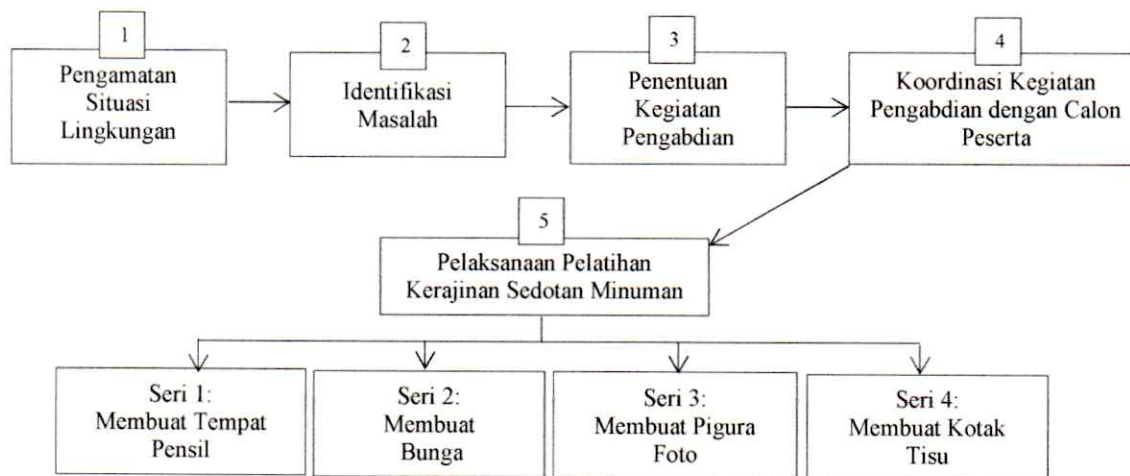 1
Pengamatan
Situasi
Lingkungan
2
Identifikasi
Masalah
3
Penentuan
Kegiatan
Pengabdian
4
Koordinasi Kegiatan
Pengabdian dengan Calon
Peserta
5
Pelaksanaan Pelatihan
Kerajinan Sedotan Minuman
Seri 1:
Membuat Tempat
Pensil
Seri 2:
Membuat
Bunga
Seri 3:
Membuat Pigura
Foto
Seri 4:
Membuat Kotak
Tisu